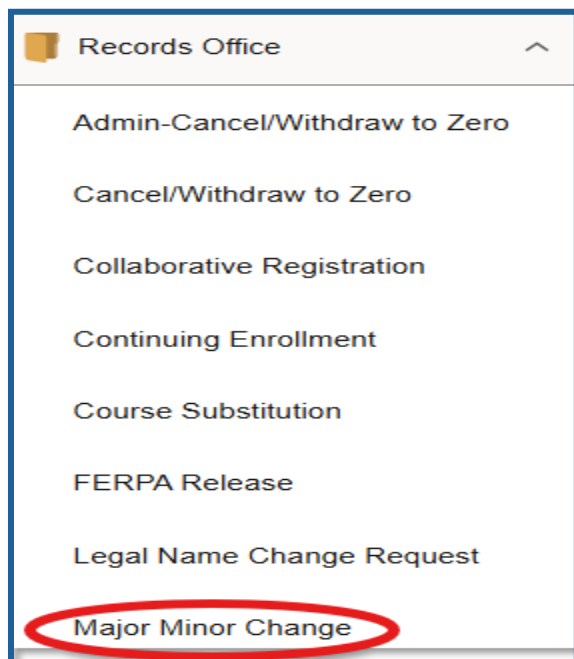 Records Office
Admin-Cancel/Withdraw to Zero
Cancel/Withdraw to Zero
Collaborative Registration
Continuing Enrollment
Course Substitution
FERPA Release
Legal Name Change Request
Major Minor Change